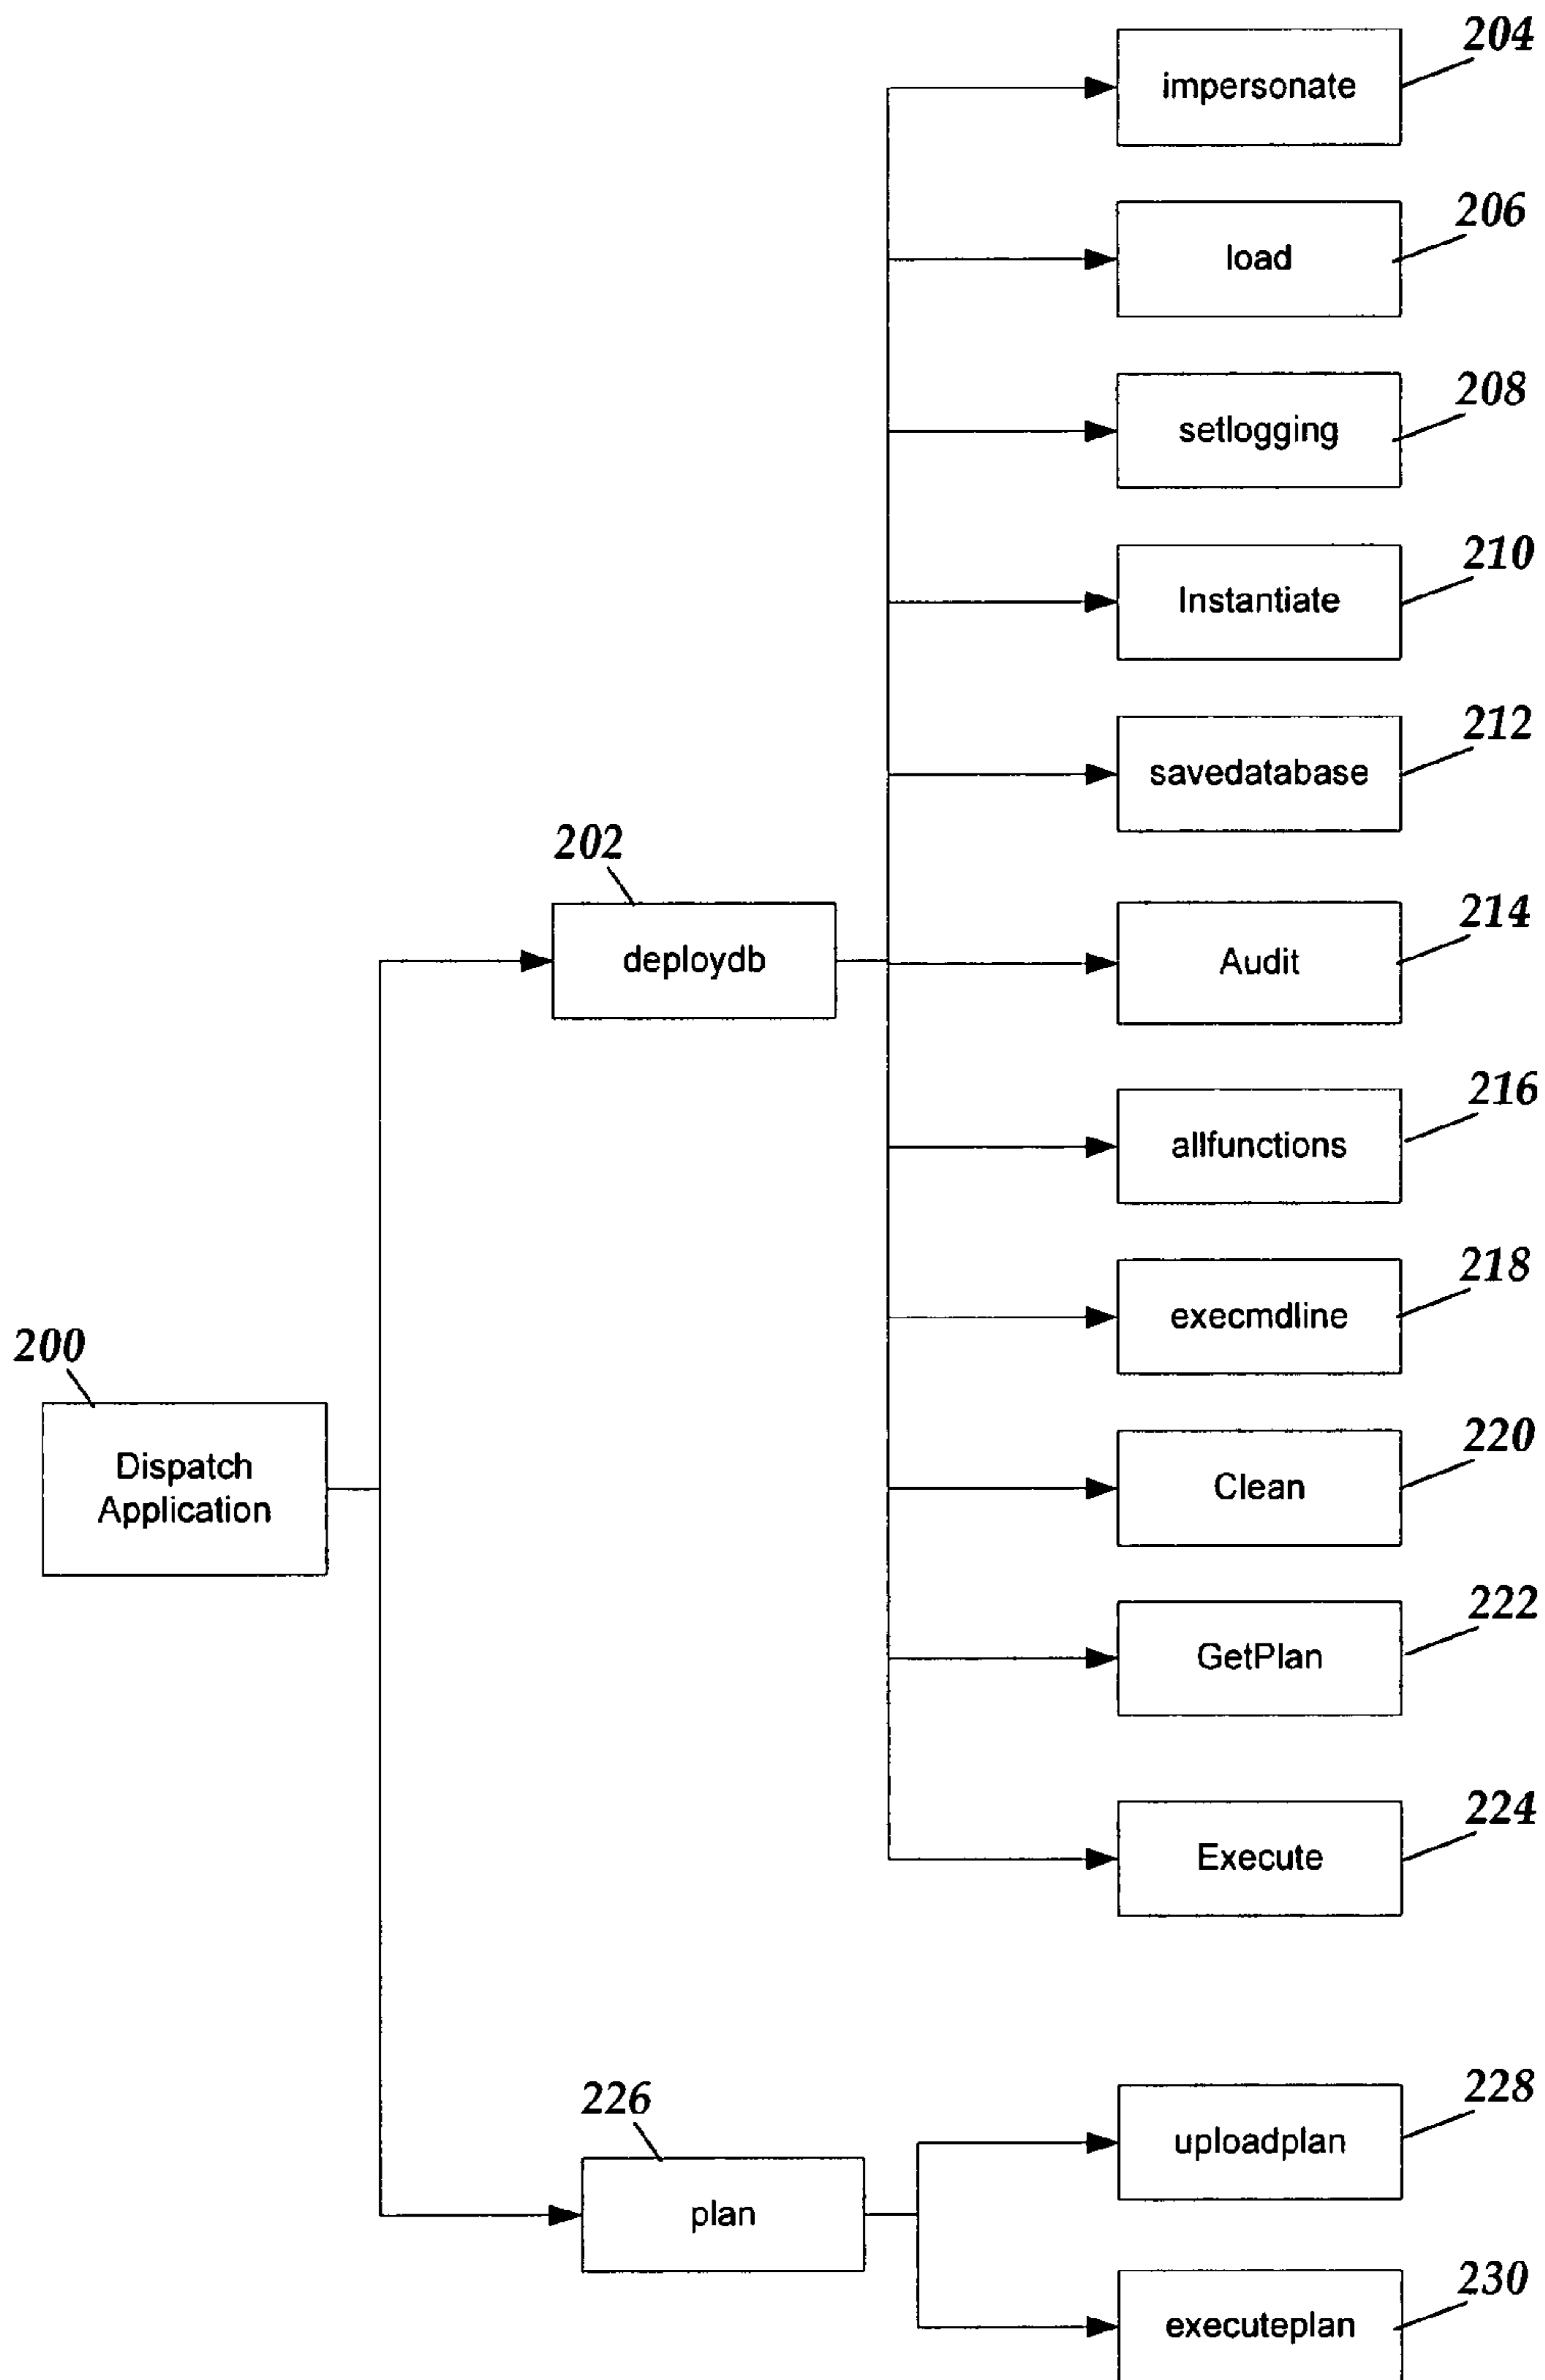 204
impersonate
206
load
208
setlogging
210
Instantiate
212
savedatabase
202
deploydb
214
Audit
216
allfunctions
218
execmdline
200
Dispatch
Application
220
Clean
222
GetPlan
224
Execute
226
plan
228
uploadplan
230
executeplan